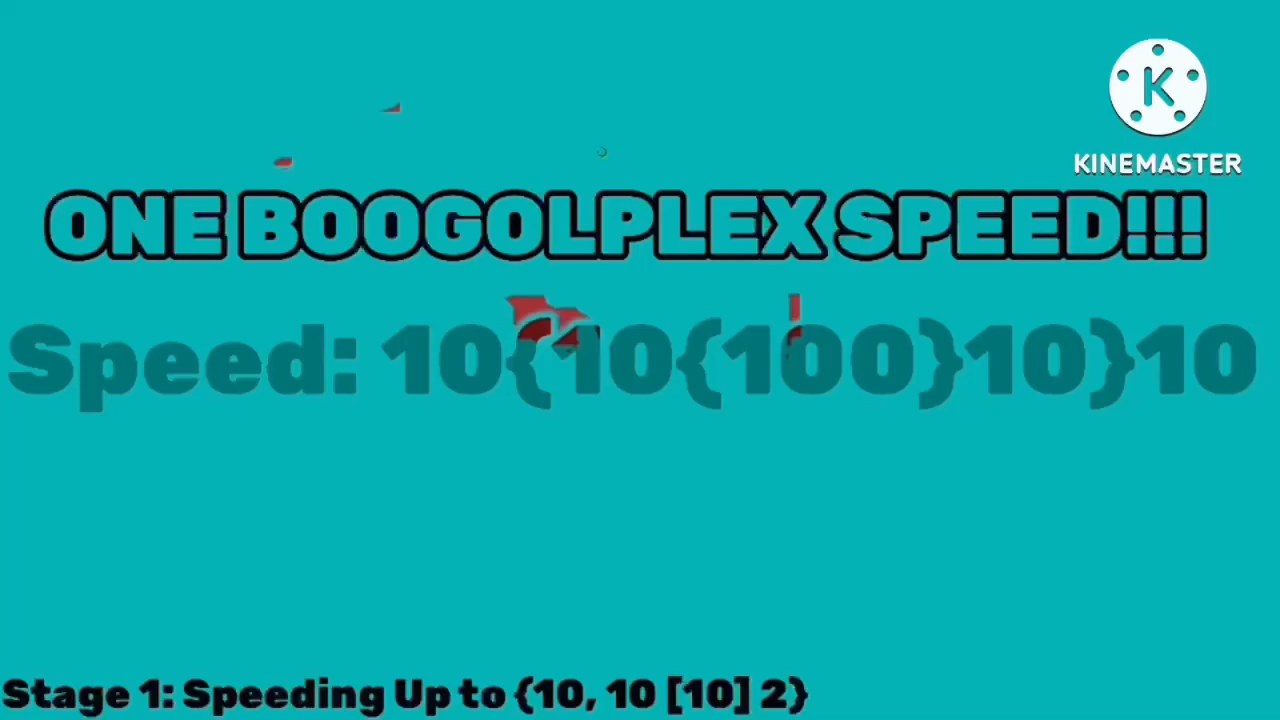 K
KINEMASTER
ONE BOOGOLPLEX SPEED!!!
Speed: 10{10{100}10}10
Stage 1: Speeding Up to {10, 10 [10] 2}